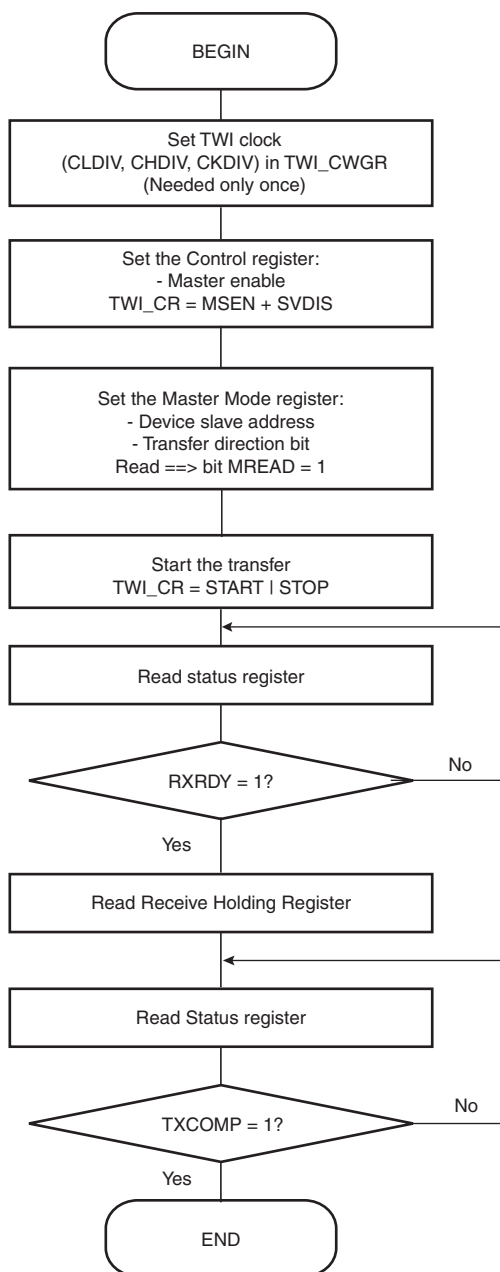 BEGIN
Set TWI clock
(CLDIV, CHDIV, CKDIV) in TWI_CWGR
(Needed only once)
Set the Control register:
- Master enable
TWI_CR = MSEN + SVDIS
Set the Master Mode register:
- Device slave address
- Transfer direction bit
Read ==> bit MREAD = 1
Start the transfer
TWI_CR = START | STOP
Read status register
RXRDY = 1?
No
Yes
Read Receive Holding Register
Read Status register
TXCOMP = 1?
No
Yes
END